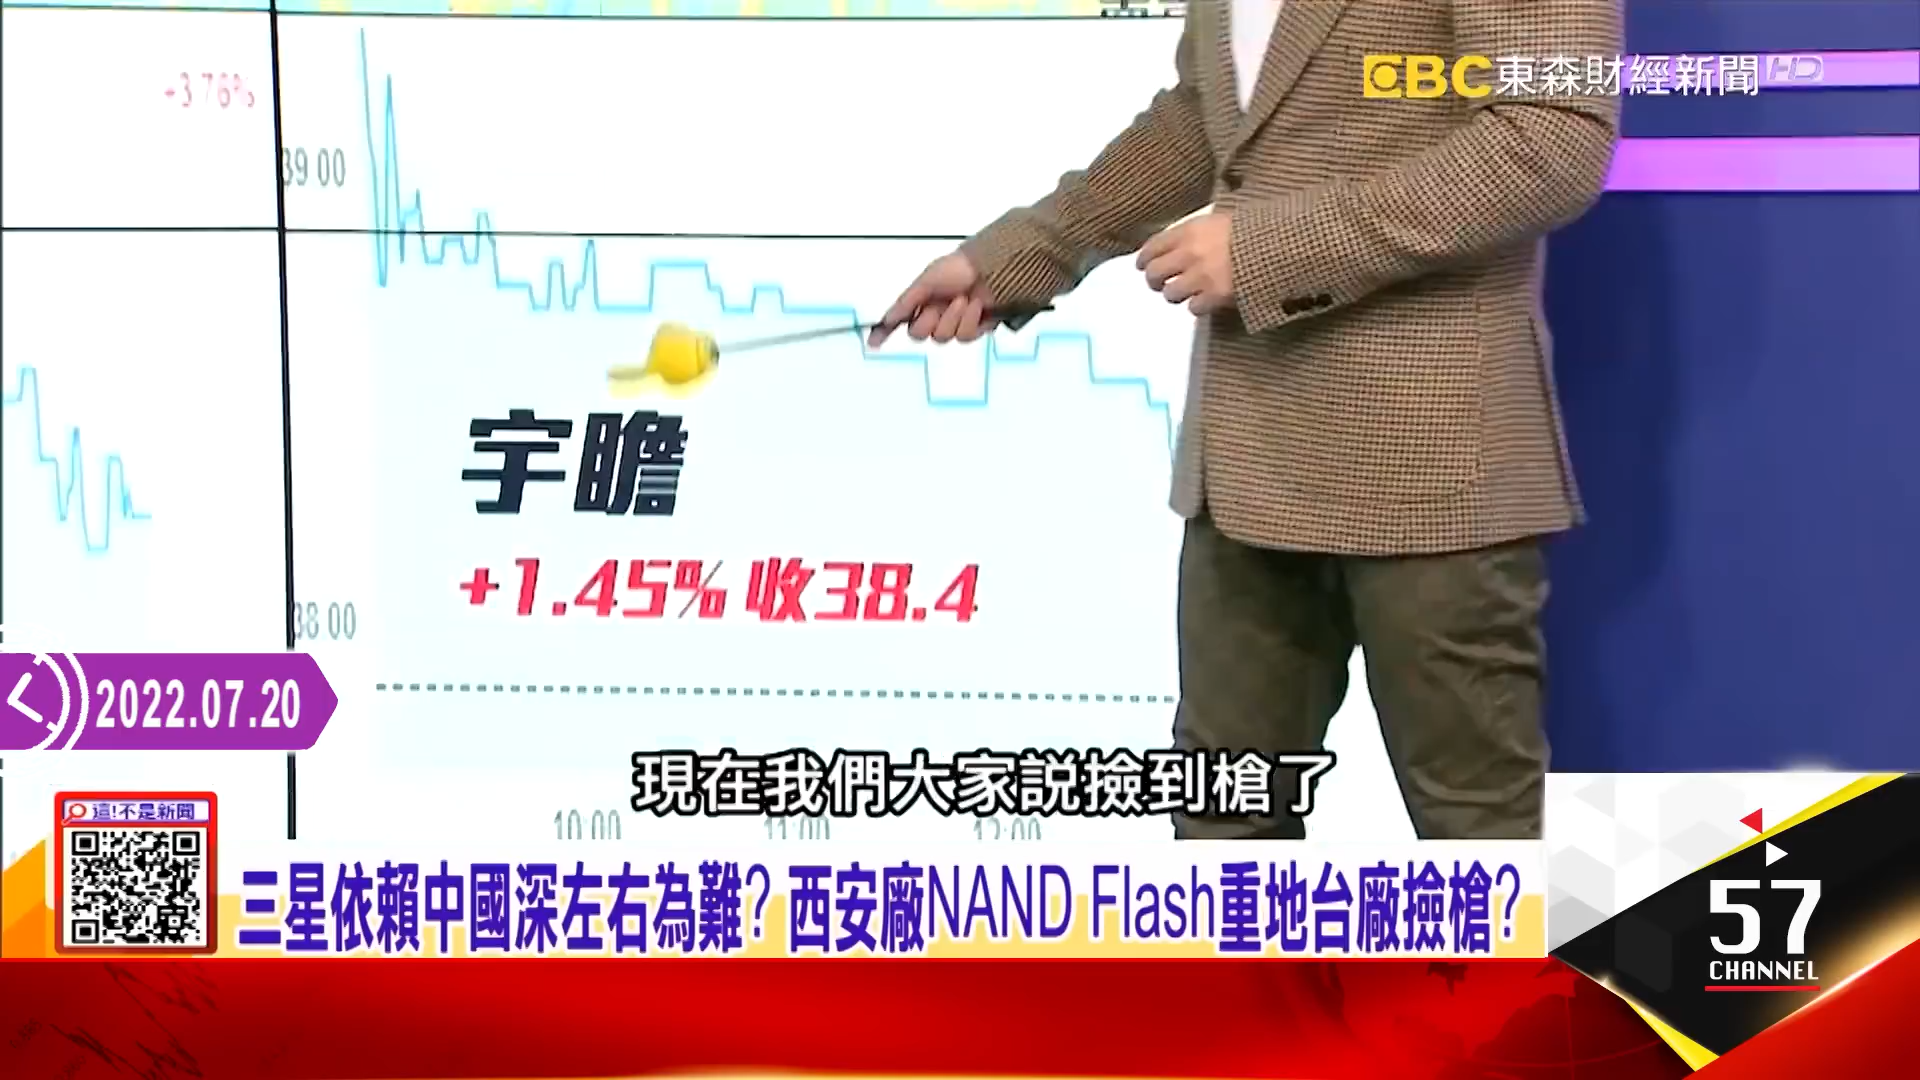 +3.76%
39.00
EBC東森財經新聞HD
宇瞻
+1.45% 收38.4
38.00
2022.07.20
現在我們大家説撿到槍了
10:00 11:00 12:00
這!不是新聞
三星依賴中國深左右為難? 西安廠NAND Flash重地台廠撿槍?
57
CHANNEL